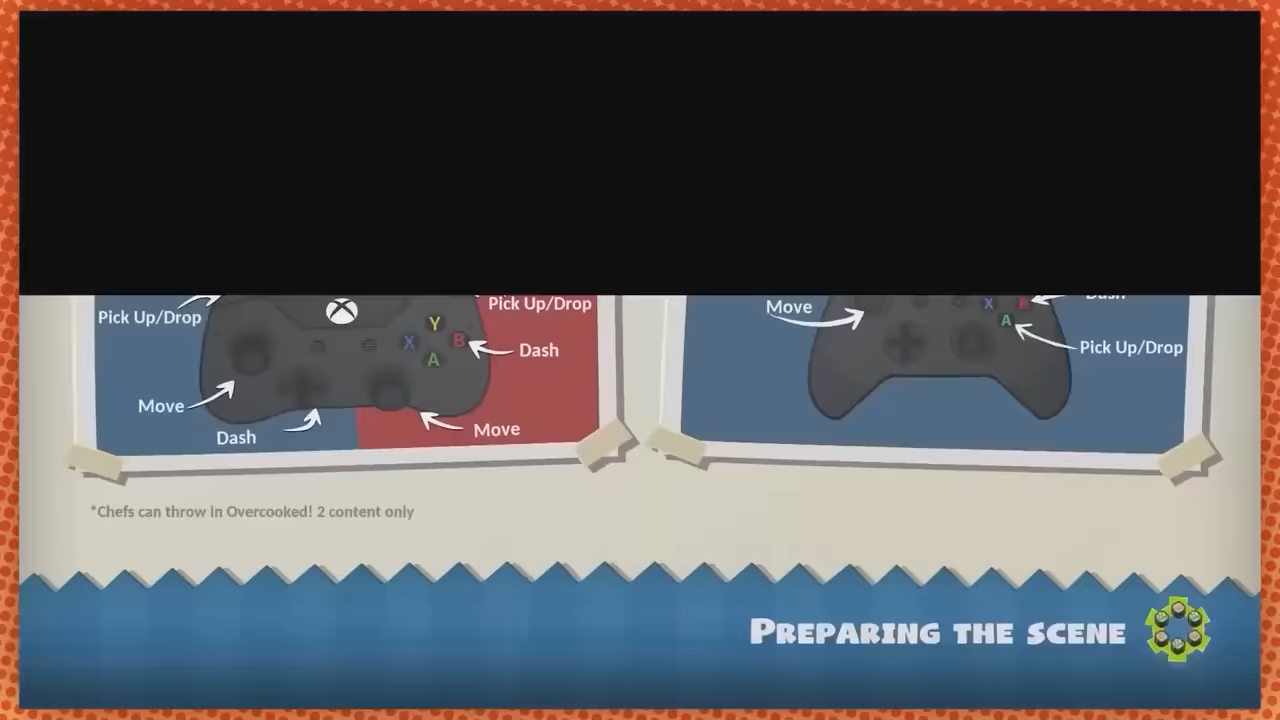 Pick Up/Drop
Pick Up/Drop
Y
X
B
A
Dash
Move
Dash
Move
Move
X
B
Dash
A
Pick Up/Drop
*Chefs can throw in Overcooked! 2 content only
PREPARING THE SCENE